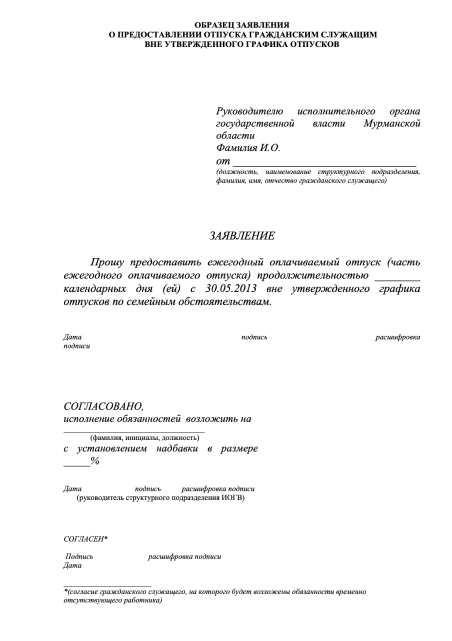 ОБРАЗЕЦ ЗАЯВЛЕНИЯ
О ПРЕДОСТАВЛЕНИИ ОТПУСКА ГРАЖДАНСКИМ СЛУЖАЩИМ
ВНЕ УТВЕРЖДЕННОГО ГРАФИКА ОТПУСКОВ
Руководителю исполнительного органа
государственной власти Мурманской
области
Фамилия И.О.
от ________________________________
(должность, наименование структурного подразделения,
фамилия, имя, отчество гражданского служащего)
ЗАЯВЛЕНИЕ
Прошу предоставить ежегодный оплачиваемый отпуск (часть
ежегодного оплачиваемого отпуска) продолжительностью ________
календарных дня (ей) с 30.05.2013 вне утвержденного графика
отпусков по семейным обстоятельствам.
Дата подпись расшифровка
подписи
СОГЛАСОВАНО,
исполнение обязанностей возложить на
_________________________
(фамилия, инициалы, должность)
с установлением надбавки в размере
_____%
Дата подпись расшифровка подписи
(руководитель структурного подразделения ИОГВ)
СОГЛАСЕН*
Подпись расшифровка подписи
Дата
____________________
*(согласие гражданского служащего, на которого будет возложены обязанности временно
отсутствующего работника)